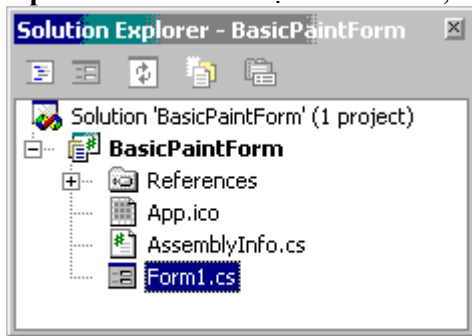 Solution Explorer - BasicPaintForm
Solution 'BasicPaintForm' (1 project)
BasicPaintForm
References
App.ico
AssemblyInfo.cs
Form1.cs